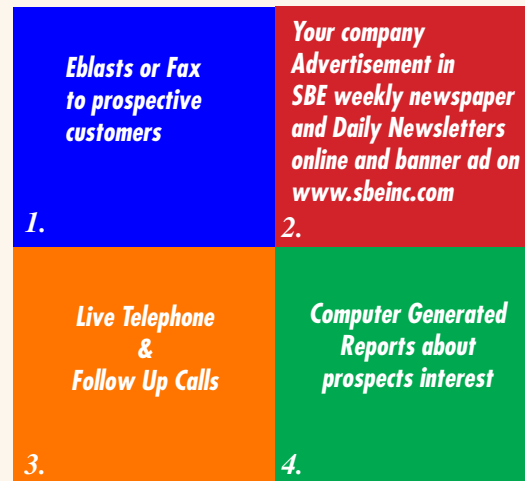 Eblasts or Fax
to prospective
customers
1.
Your company
Advertisement in
SBE weekly newspaper
and Daily Newsletters
online and banner ad on
www.sbeinc.com
2.
Live Telephone
&
Follow Up Calls
3.
Computer Generated
Reports about
prospects interest
4.